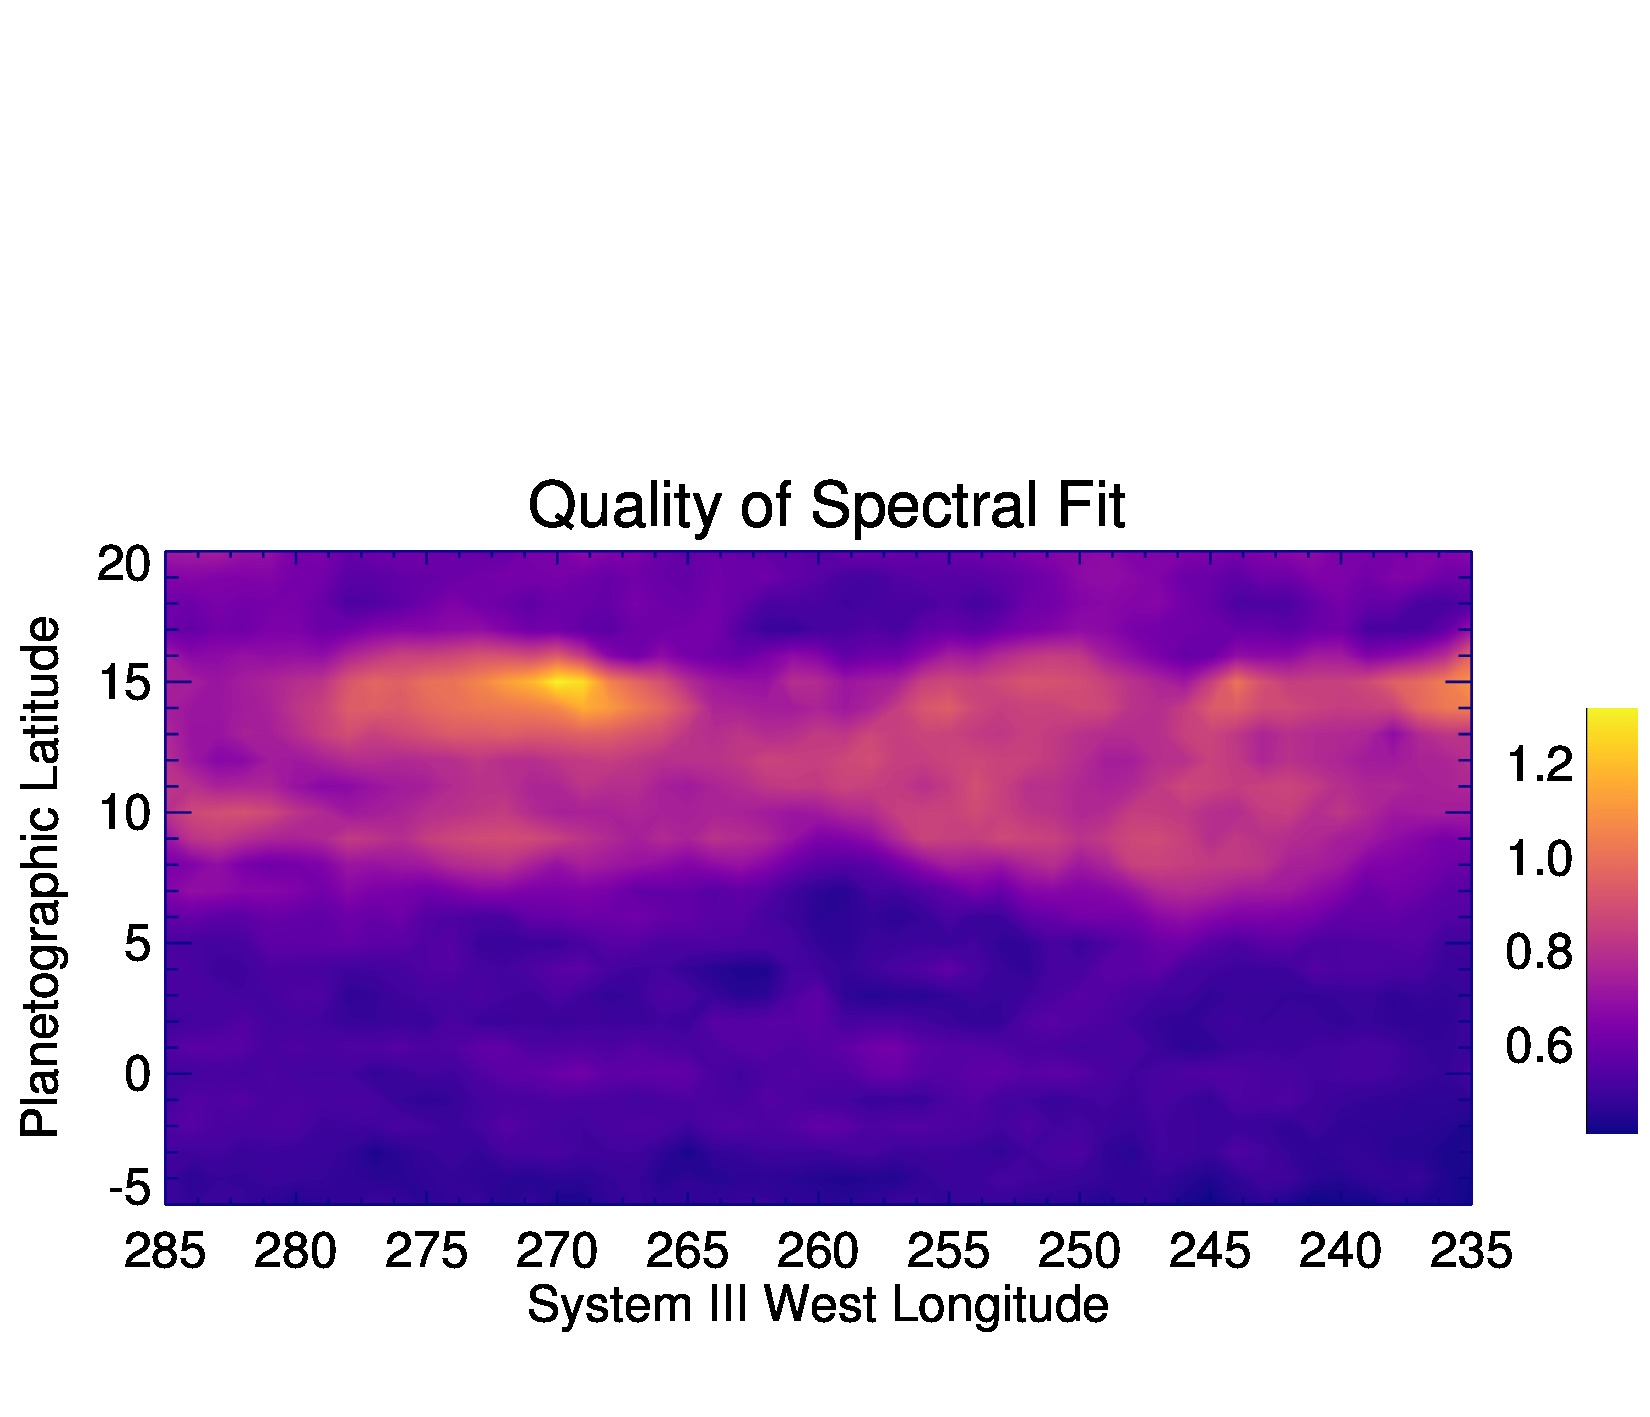 Quality of Spectral Fit
Planetographic Latitude
20
15
10
5
0
-5
285 280 275 270 265 260 255 250 245 240 235
System III West Longitude
1.2
1.0
0.8
0.6